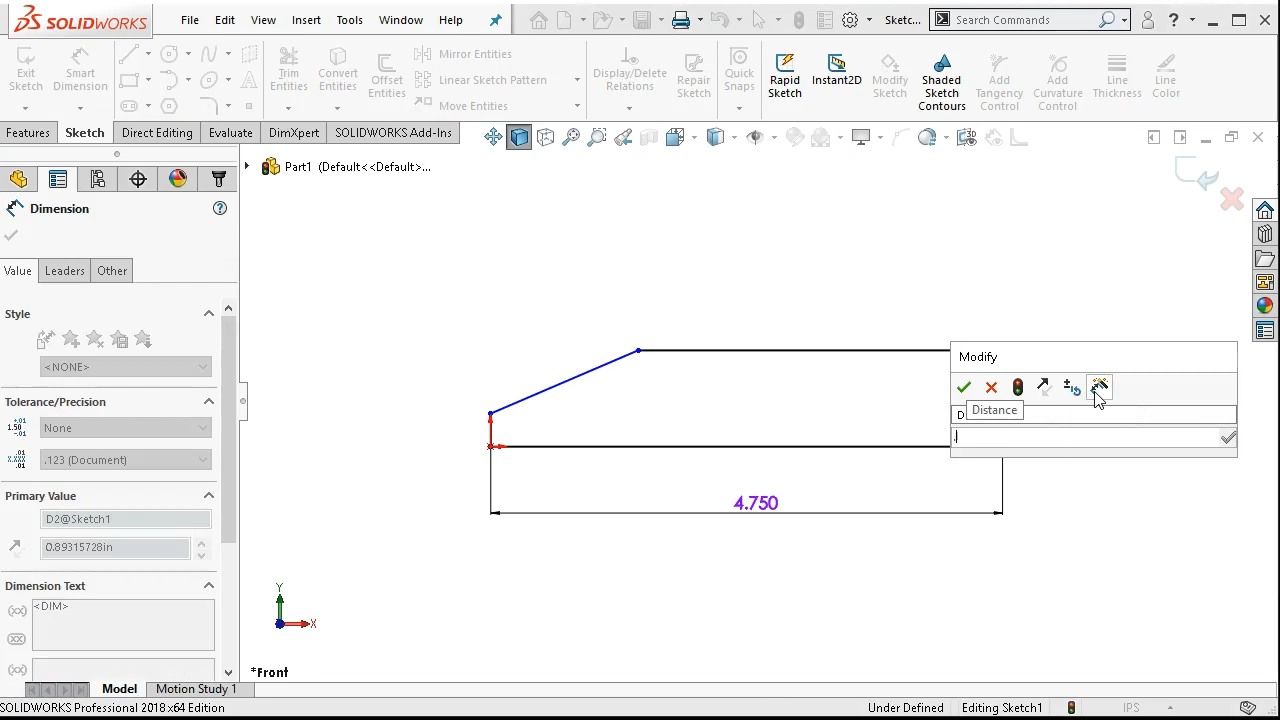 SOLIDWORKS
File Edit View Insert Tools Window Help
Sketc...
Search Commands
Exit Sketch
Smart Dimension
Trim Entities
Convert Entities
Offset Entities
Mirror Entities
Linear Sketch Pattern
Move Entities
Display/Delete Relations
Repair Sketch
Quick Snaps
Rapid Sketch
Instant2D
Modify Sketch
Shaded Sketch Contours
Add Tangency Control
Add Curvature Control
Line Thickness
Line Color
Features Sketch Direct Editing Evaluate DimXpert SOLIDWORKS Add-Ins
Part1 (Default<<Default>...
Dimension
Value Leaders Other
Style
<NONE>
Tolerance/Precision
None
.123 (Document)
Primary Value
D2@Sketch1
0.89315728in
Dimension Text
<DIM>
Modify
Distance
D
.
4.750
Y
X
*Front
Model Motion Study 1
SOLIDWORKS Professional 2018 x64 Edition
Under Defined Editing Sketch1 IPS